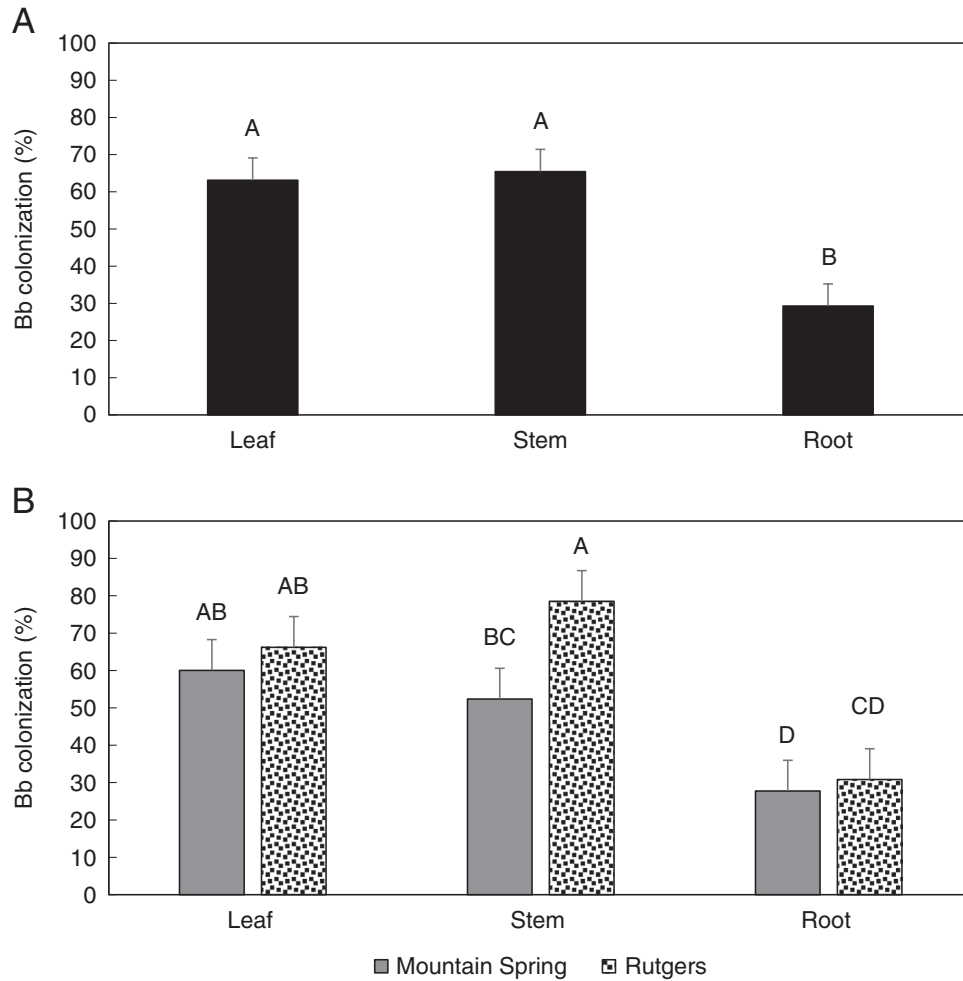 A
Bb colonization (%)
100
90
80
70
60
50
40
30
20
10
0
A
A
B
Leaf Stem Root
B
Bb colonization (%)
100
90
80
70
60
50
40
30
20
10
0
AB AB
BC A
D CD
Leaf Stem Root
Mountain Spring Rutgers